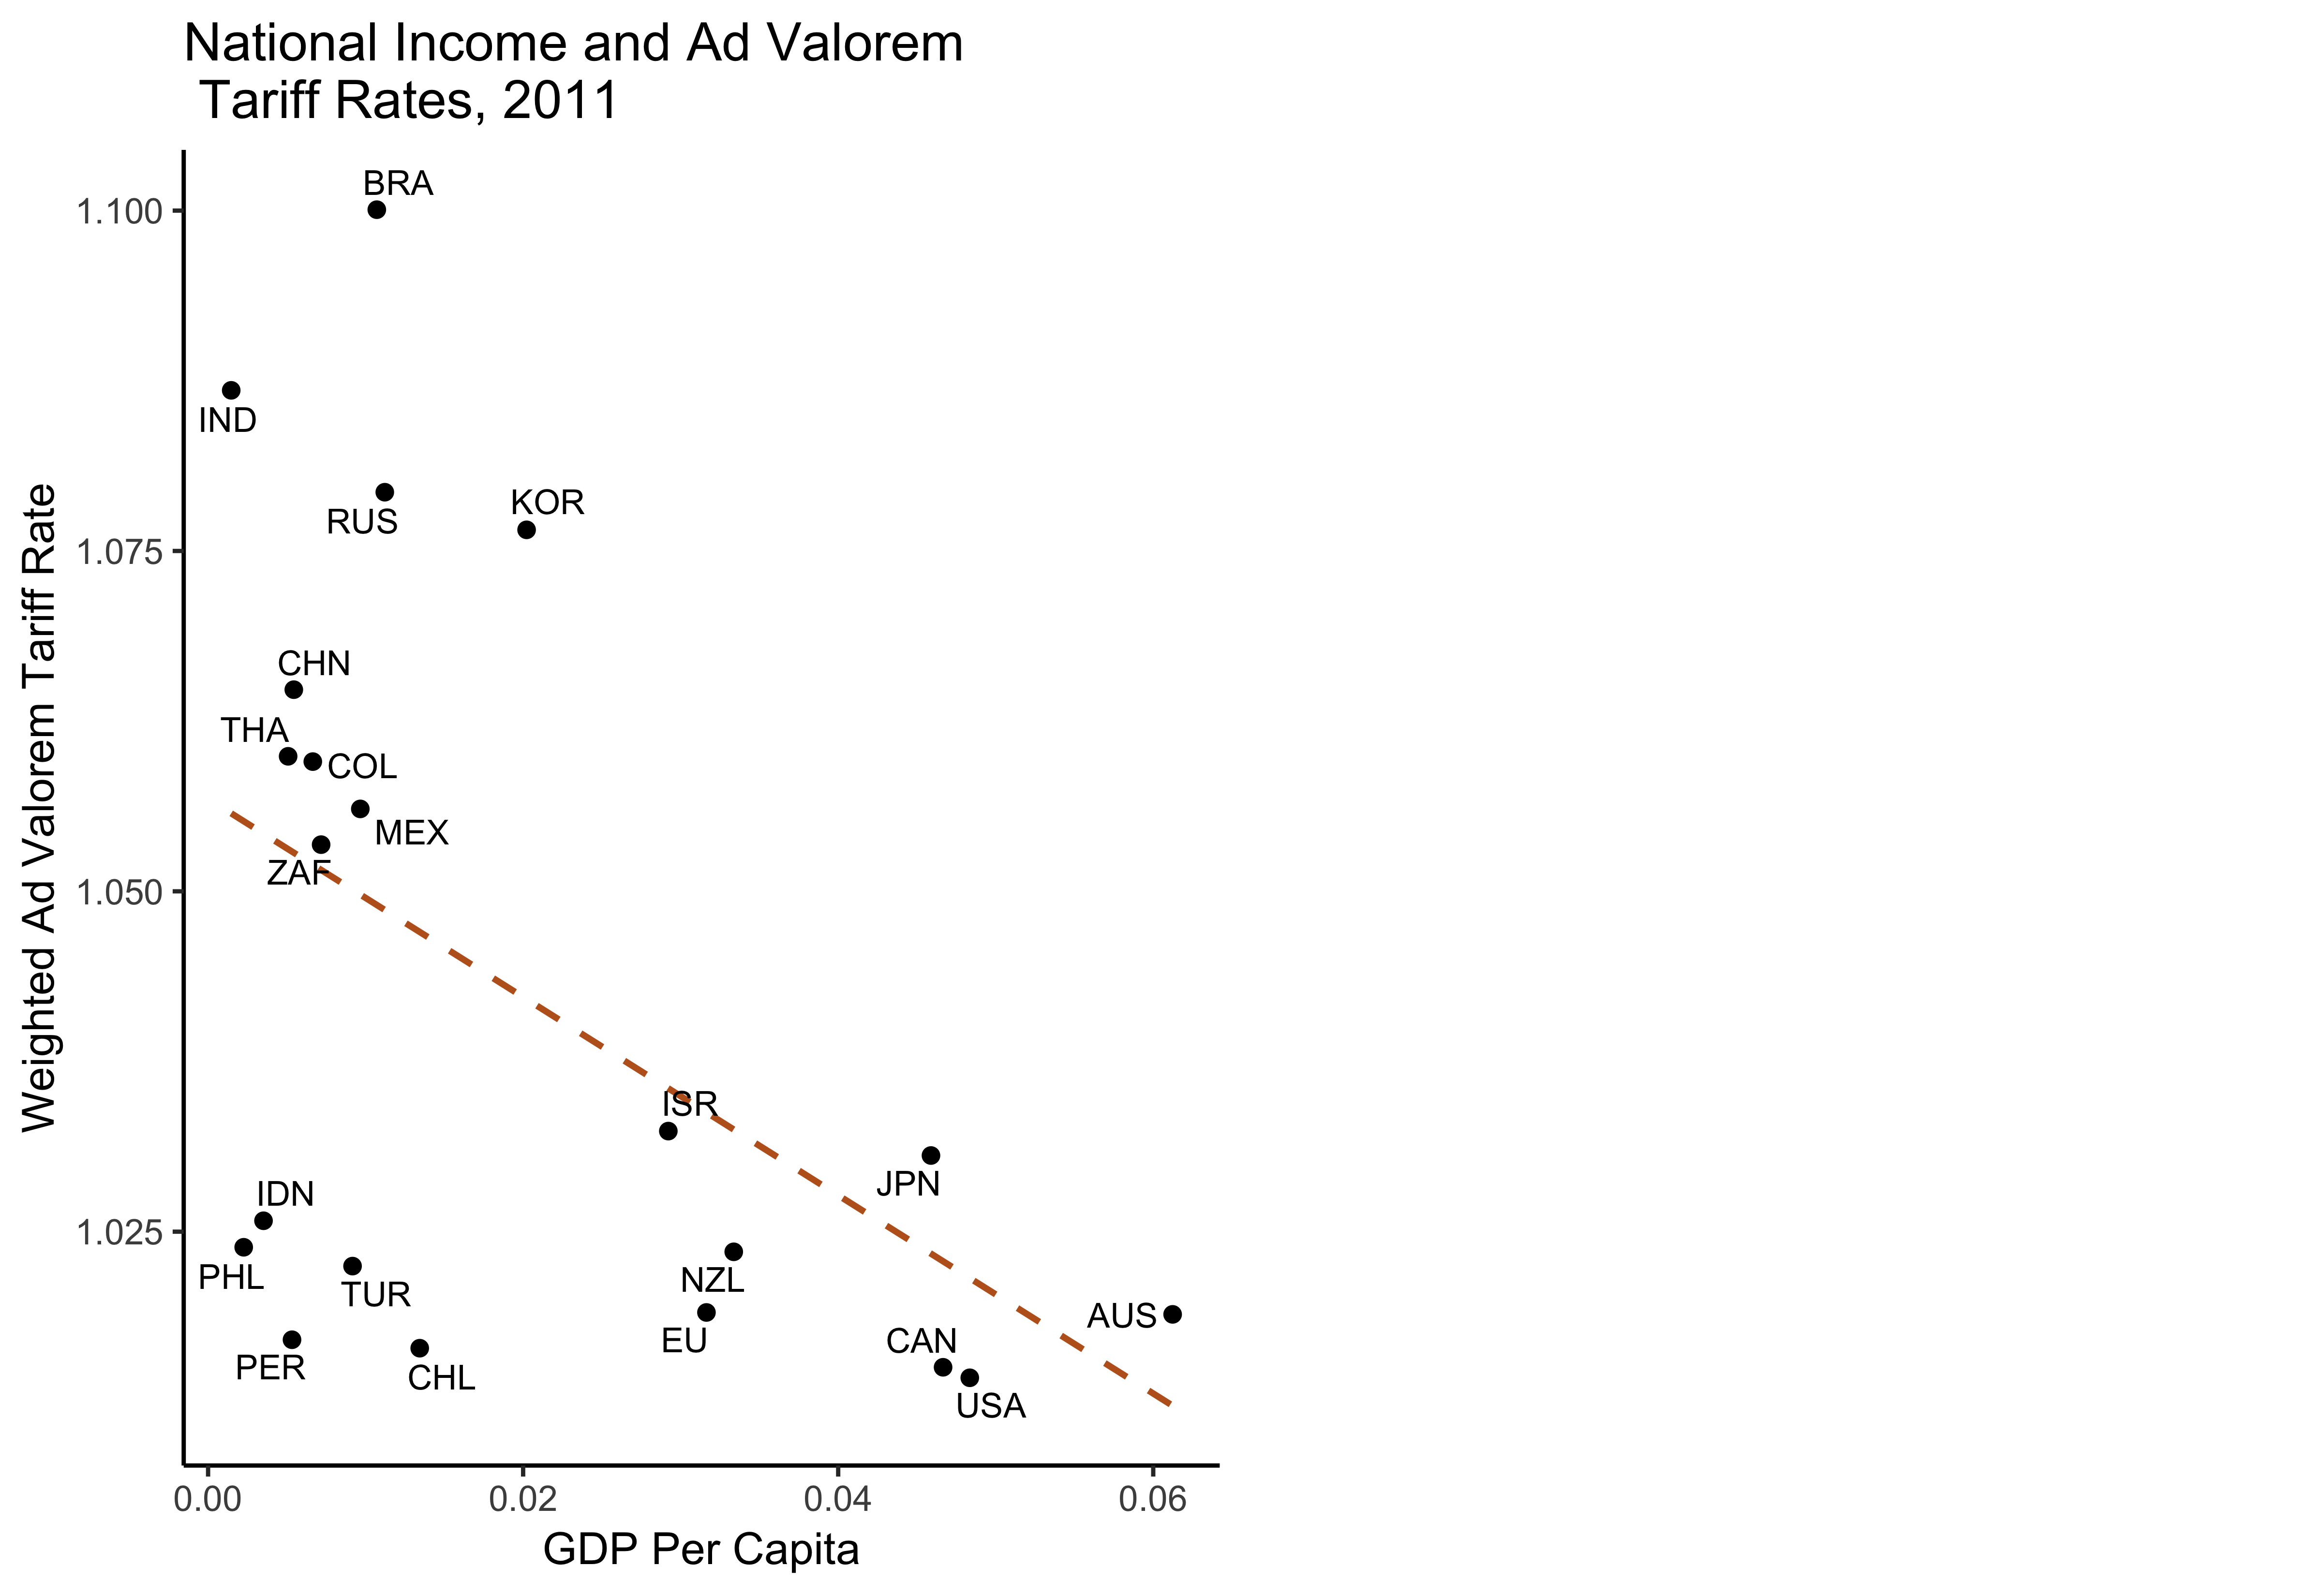 National Income and Ad Valorem
Tariff Rates, 2011
BRA
1.100
IND
KOR
RUS
1.075
CHN
THA
COL
MEX
ZAF
1.050
ISR
JPN
IDN
1.025
PHL
NZL
TUR
AUS
EU
CAN
PER
CHL
USA
Weighted Ad Valorem Tariff Rate
0.00 0.02 0.04 0.06
GDP Per Capita